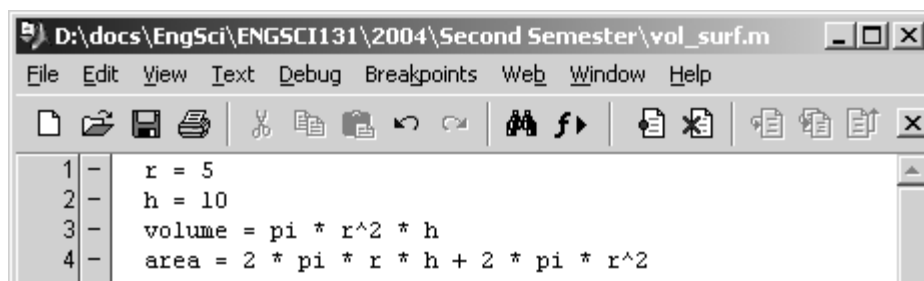 D:\docs\EngSci\ENGSCI131\2004\Second Semester\vol_surf.m
File Edit View Text Debug Breakpoints Web Window Help
1 - r = 5
2 - h = 10
3 - volume = pi * r^2 * h
4 - area = 2 * pi * r * h + 2 * pi * r^2